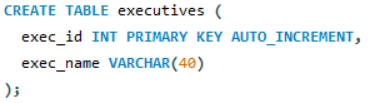 CREATE TABLE executives (
  exec_id INT PRIMARY KEY AUTO_INCREMENT,
  exec_name VARCHAR(40)
);